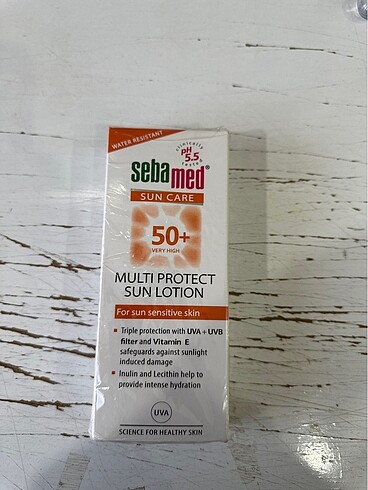 WATER RESISTANT
clinically
pH
5.5
tested
sebamed®
SUN CARE
50+
VERY HIGH
MULTI PROTECT
SUN LOTION
For sun sensitive skin
▪ Triple protection with UVA + UVB
filter and Vitamin E
safeguards against sunlight
induced damage
▪ Inulin and Lecithin help to
provide intense hydration
UVA
SCIENCE FOR HEALTHY SKIN